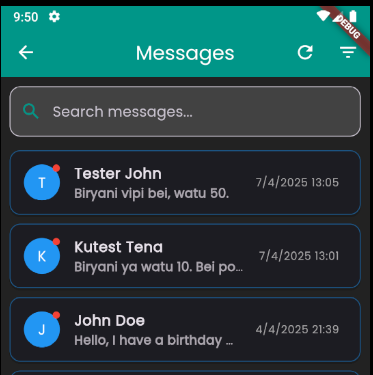 9:50
DEBUG
Messages
Search messages...
T
Tester John
7/4/2025 13:05
Biryani vipi bei, watu 50.
K
Kutest Tena
7/4/2025 13:01
Biryani ya watu 10. Bei po...
J
John Doe
4/4/2025 21:39
Hello, I have a birthday ...